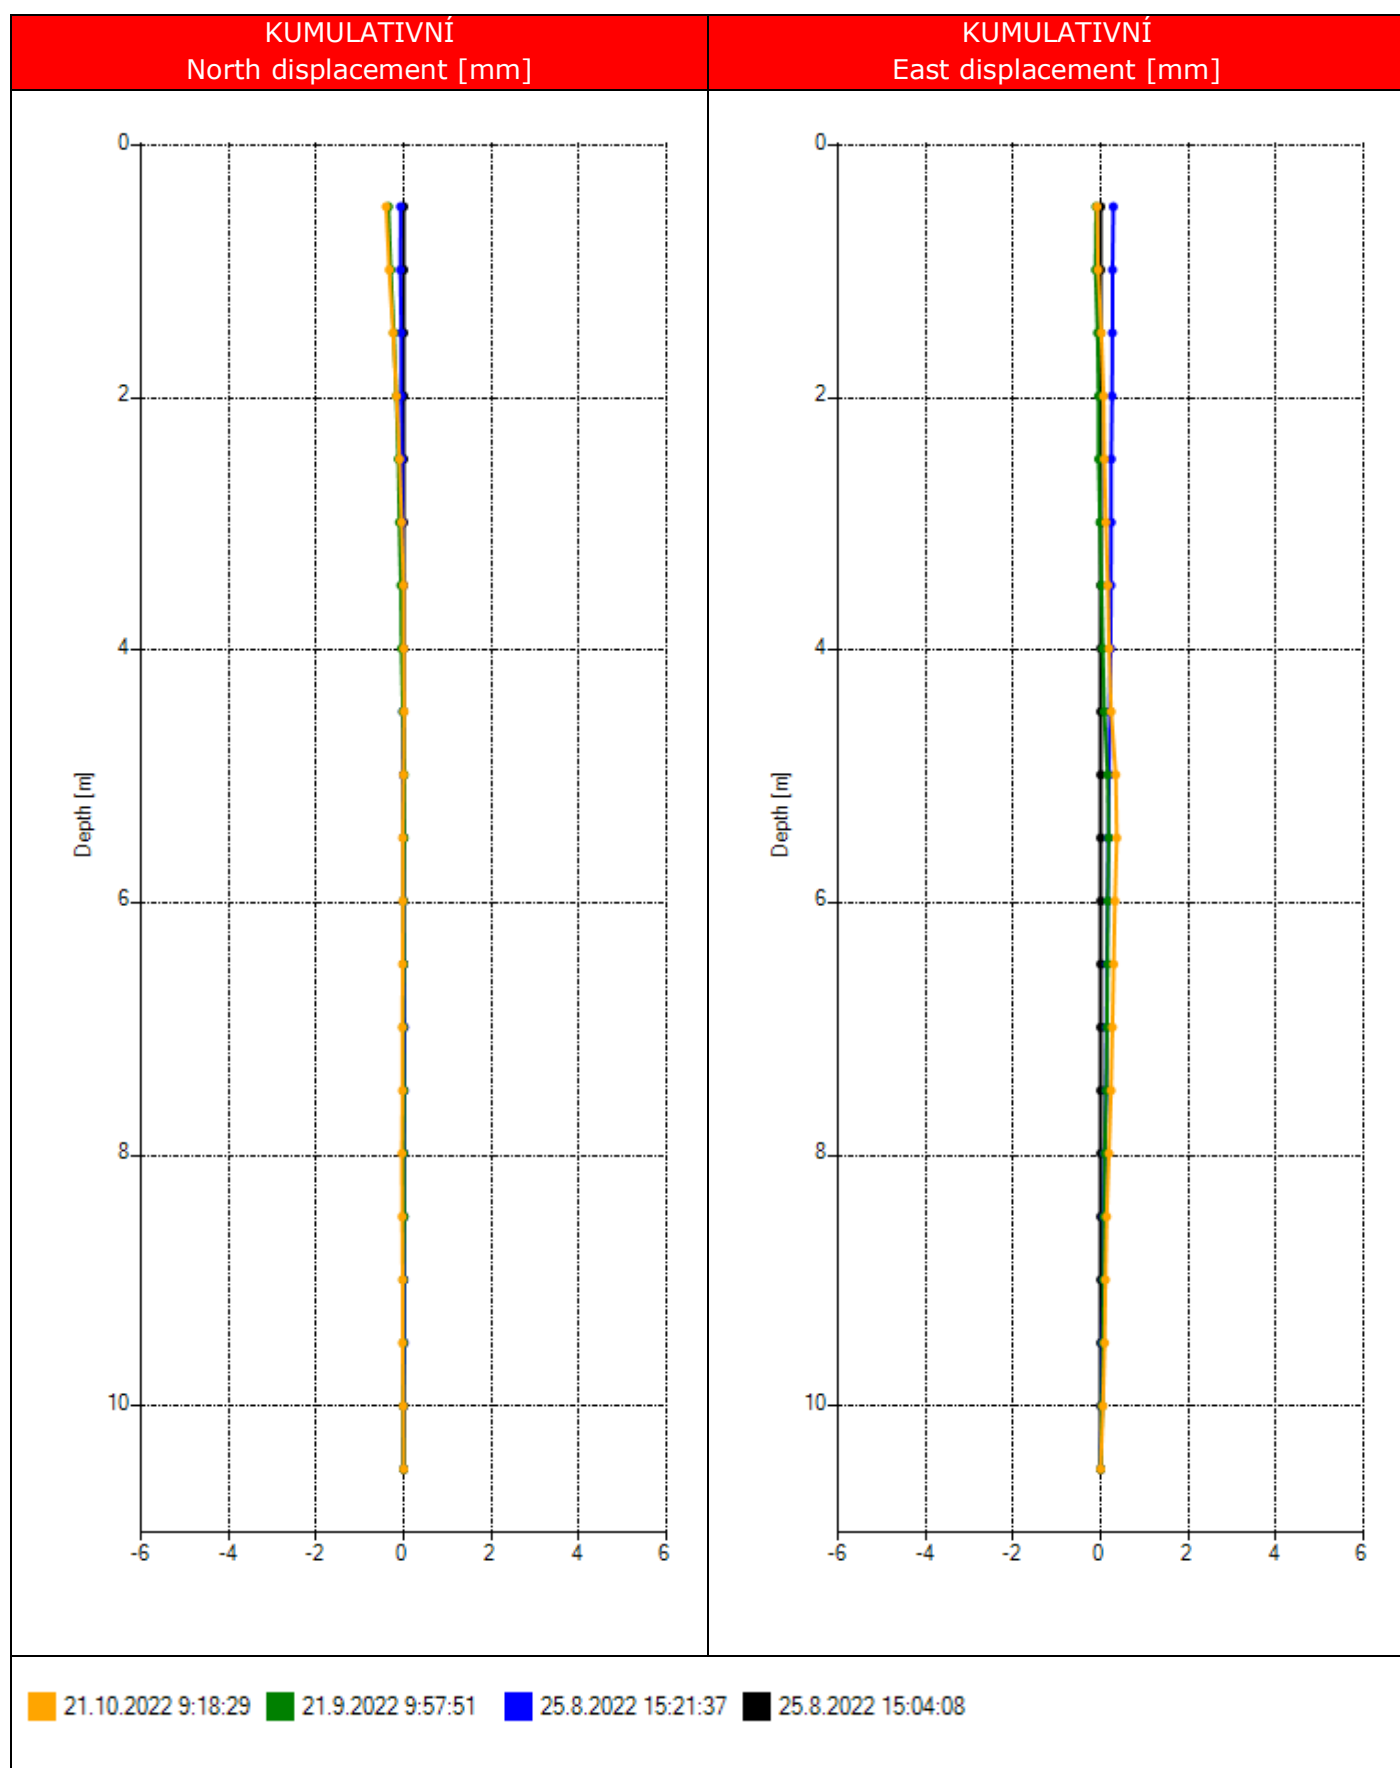 KUMULATIVNÍ
North displacement [mm]
KUMULATIVNÍ
East displacement [mm]
0
2
4
6
8
10
Depth [m]
-6 -4 -2 0 2 4 6
0
2
4
6
8
10
Depth [m]
-6 -4 -2 0 2 4 6
21.10.2022 9:18:29 21.9.2022 9:57:51 25.8.2022 15:21:37 25.8.2022 15:04:08